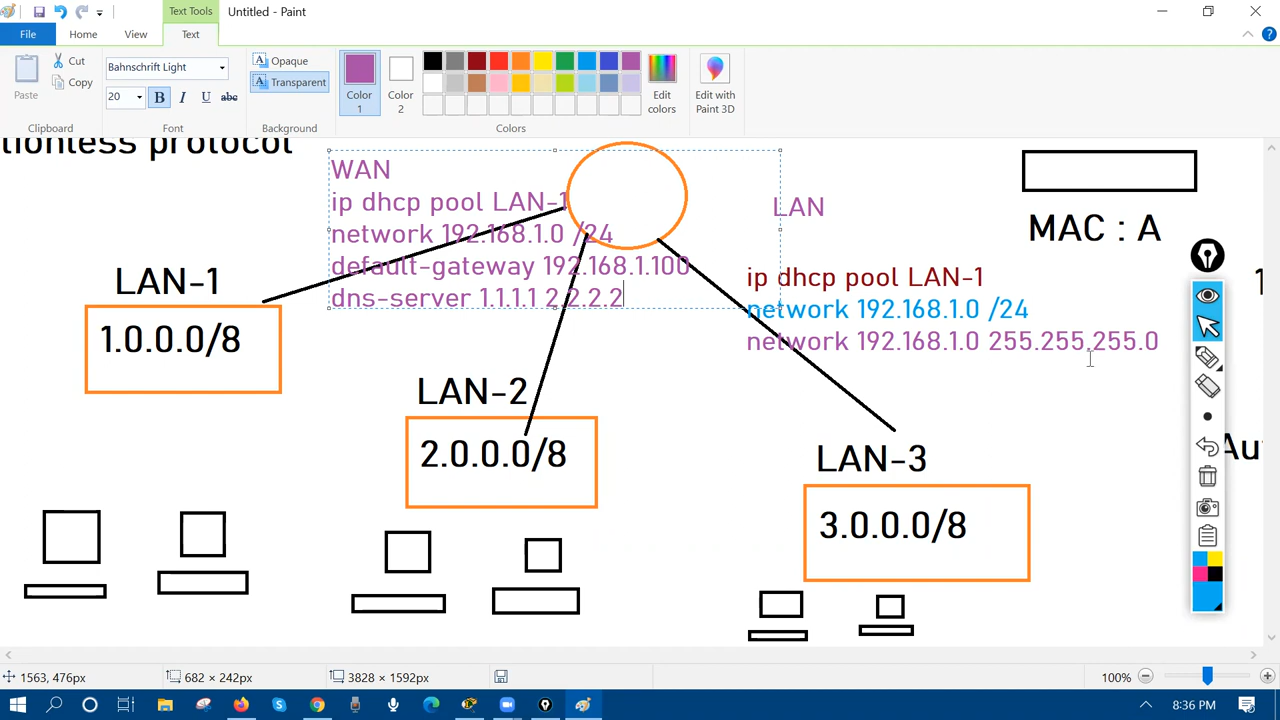 Untitled - Paint
Text Tools
File
Home
View
Text
Paste
Cut
Copy
Clipboard
Bahnschrift Light
20
B
I
U
abc
Font
Opaque
Transparent
Background
Color
1
Color
2
Edit
colors
Edit with
Paint 3D
Colors
tionless protocol
WAN
ip dhcp pool LAN-1
network 192.168.1.0 /24
default-gateway 192.168.1.100
dns-server 1.1.1.1 2.2.2.2
LAN
MAC : A
ip dhcp pool LAN-1
network 192.168.1.0 /24
network 192.168.1.0 255.255.255.0
LAN-1
1.0.0.0/8
LAN-2
2.0.0.0/8
LAN-3
3.0.0.0/8
Au
1563, 476px
682 × 242px
3828 × 1592px
100%
8:36 PM